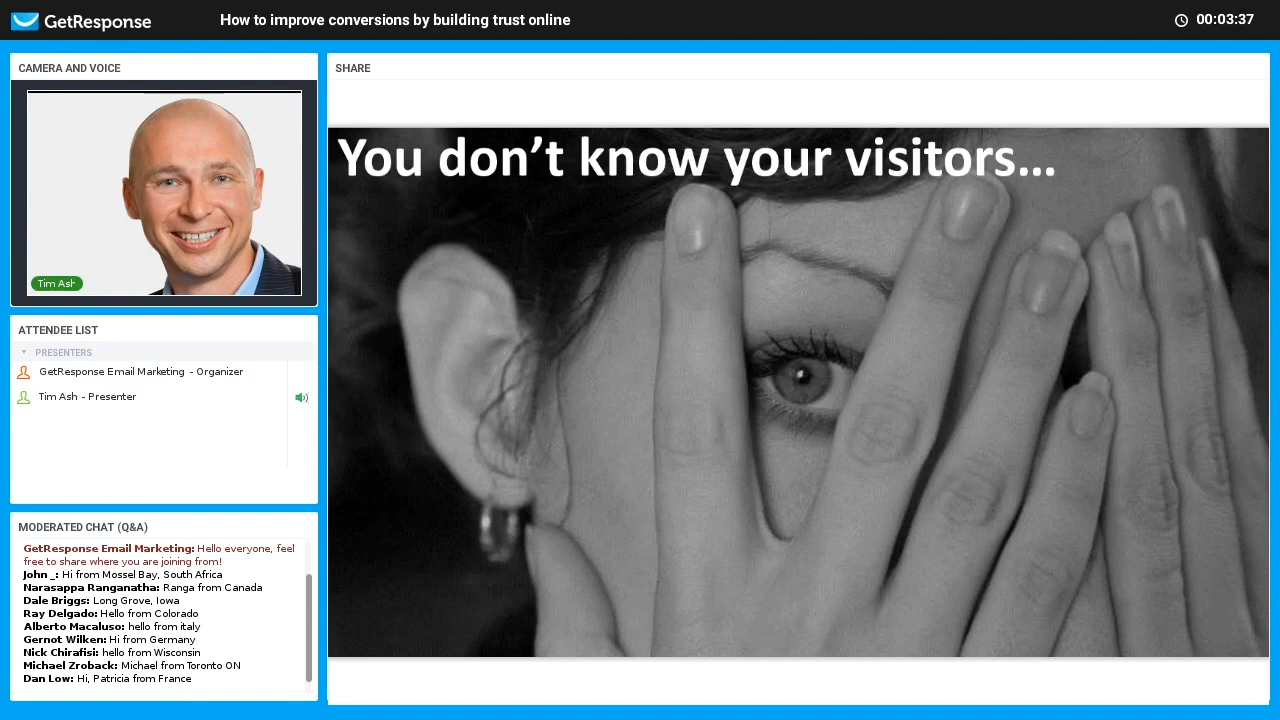 GetResponse
How to improve conversions by building trust online
00:03:37
CAMERA AND VOICE
Tim Ash
ATTENDEE LIST
PRESENTERS
GetResponse Email Marketing - Organizer
Tim Ash - Presenter
MODERATED CHAT (Q&A)
GetResponse Email Marketing: Hello everyone, feel
free to share where you are joining from!
John _: Hi from Mossel Bay, South Africa
Narasappa Ranganatha: Ranga from Canada
Dale Briggs: Long Grove, Iowa
Ray Delgado: Hello from Colorado
Alberto Macaluso: hello from italy
Gernot Wilken: Hi from Germany
Nick Chirafisi: hello from Wisconsin
Michael Zroback: Michael from Toronto ON
Dan Low: Hi, Patricia from France
SHARE
You don’t know your visitors…